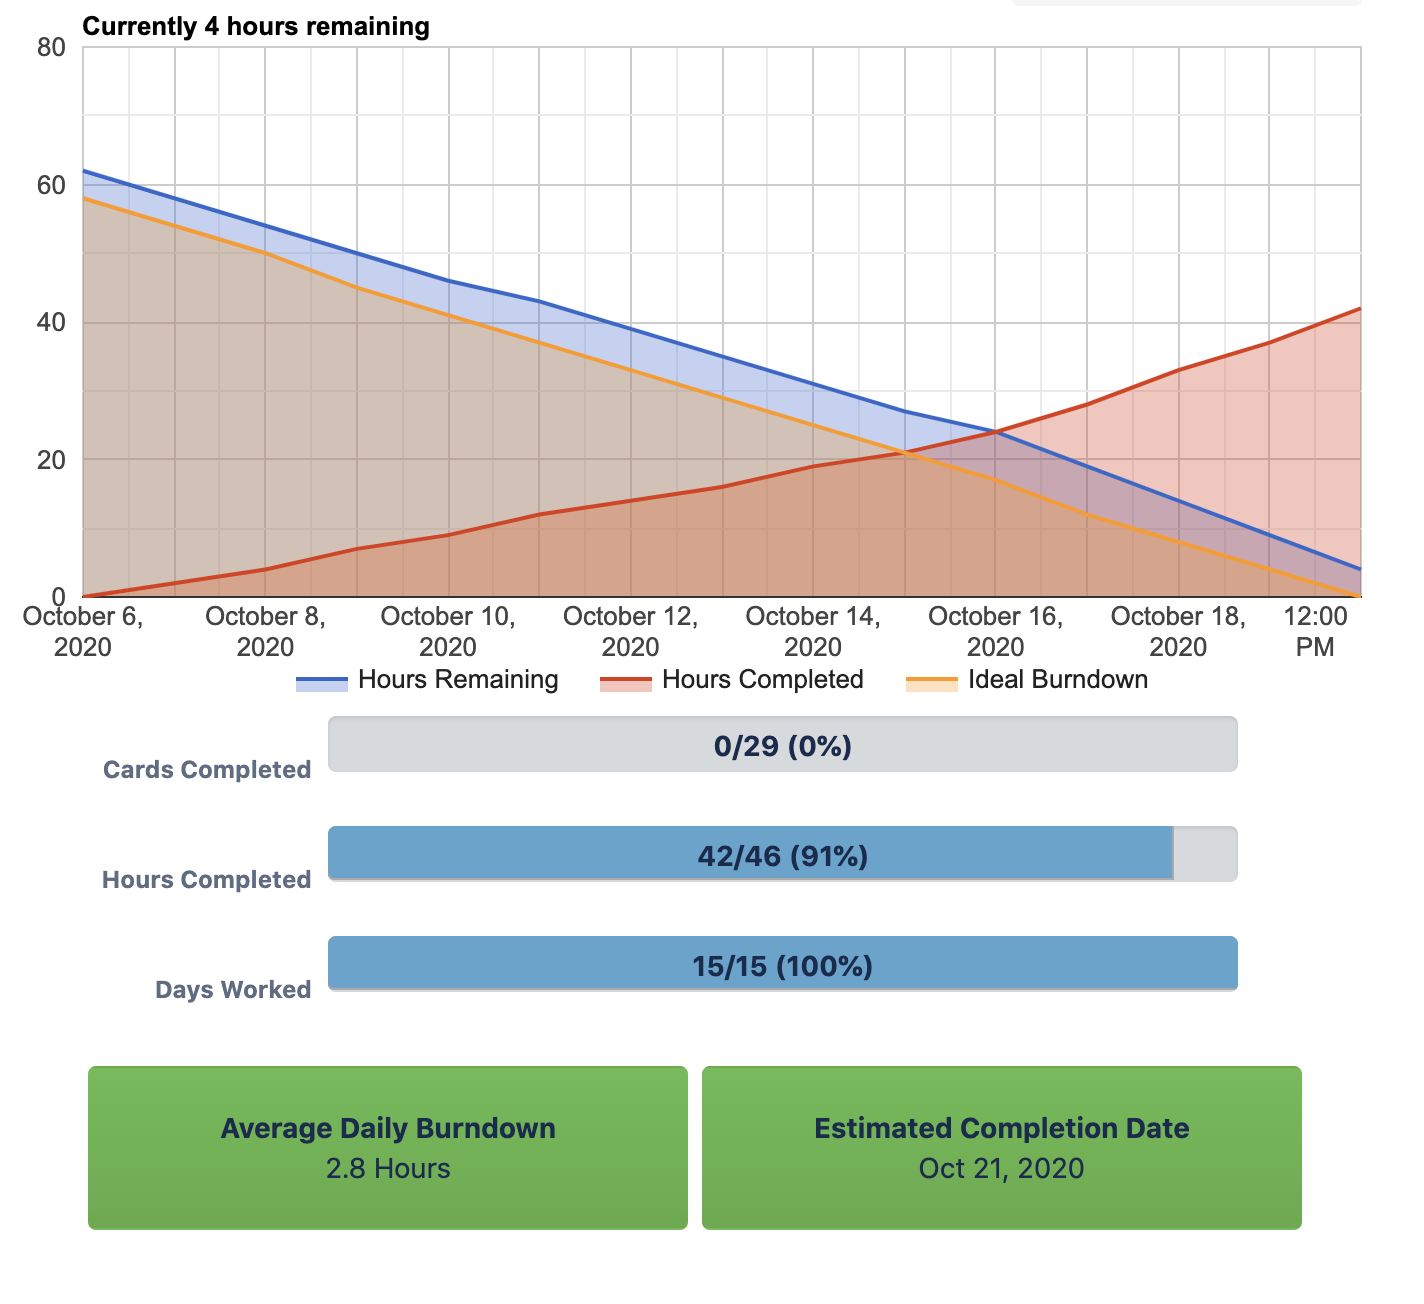 Currently 4 hours remaining
80
60
40
20
0
October 6, 2020
October 8, 2020
October 10, 2020
October 12, 2020
October 14, 2020
October 16, 2020
October 18, 2020
12:00 PM
Hours Remaining
Hours Completed
Ideal Burndown
Cards Completed
0/29 (0%)
Hours Completed
42/46 (91%)
Days Worked
15/15 (100%)
Average Daily Burndown
2.8 Hours
Estimated Completion Date
Oct 21, 2020